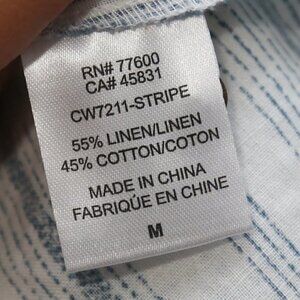 RN# 77600
CA# 45831
CW7211-STRIPE
55% LINEN/LINEN
45% COTTON/COTON
MADE IN CHINA
FABRIQUÉ EN CHINE
M